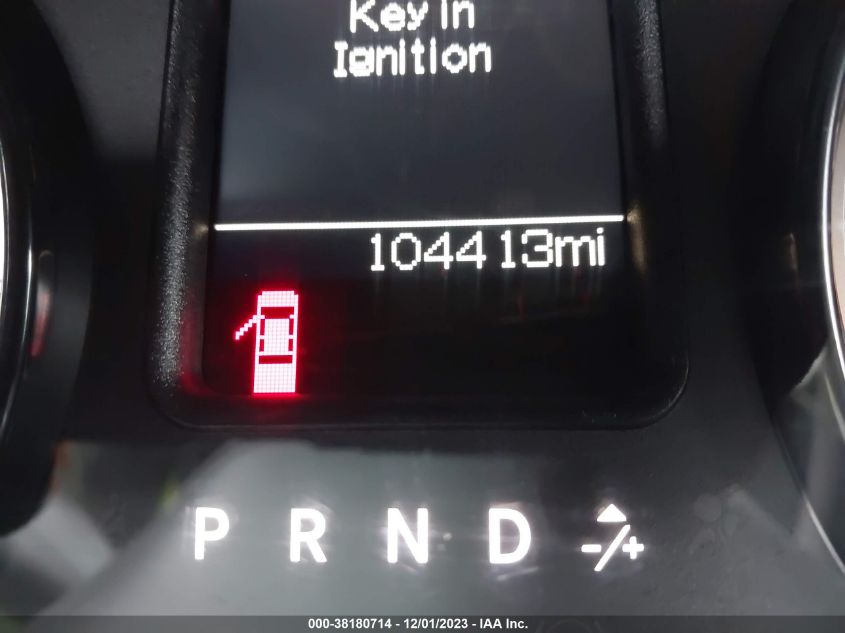 Key in
Ignition
104413mi
P R N D -/+
000-38180714 - 12/01/2023 - IAA Inc.